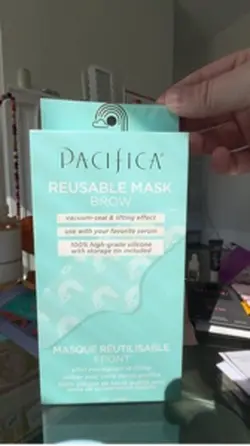 PACIFICA
REUSABLE MASK
BROW
vacuum-seal & lifting effect
use with your favorite serum
100% high-grade silicone
with storage tin included
MASQUE RÉUTILISABLE
FRONT